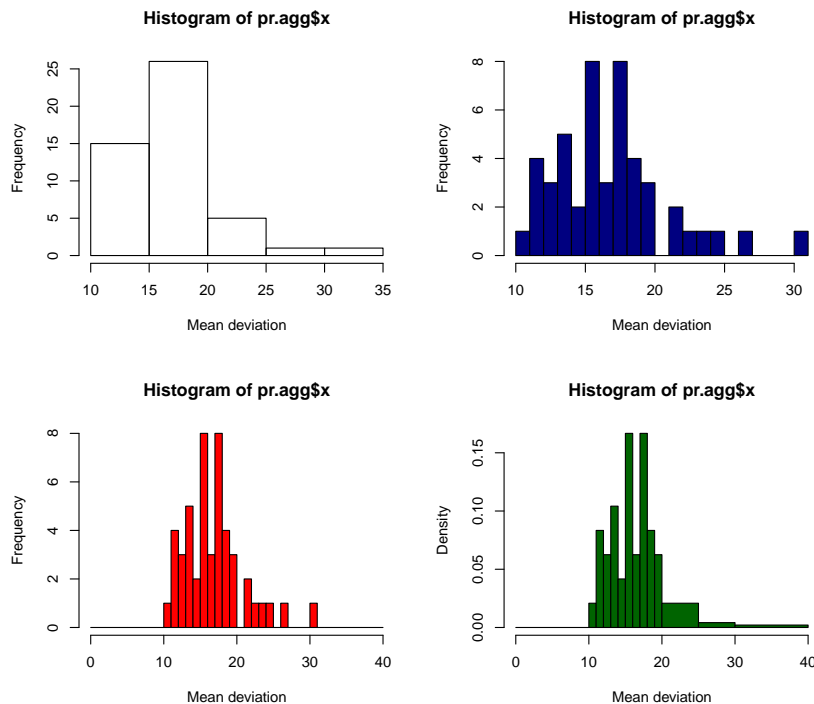 Histogram of pr.agg$x
Frequency
0 5 10 15 20 25
10 15 20 25 30 35
Mean deviation
Histogram of pr.agg$x
Frequency
0 2 4 6 8
10 15 20 25 30
Mean deviation
Histogram of pr.agg$x
Frequency
0 2 4 6 8
0 10 20 30 40
Mean deviation
Histogram of pr.agg$x
Density
0.00 0.05 0.10 0.15
0 10 20 30 40
Mean deviation